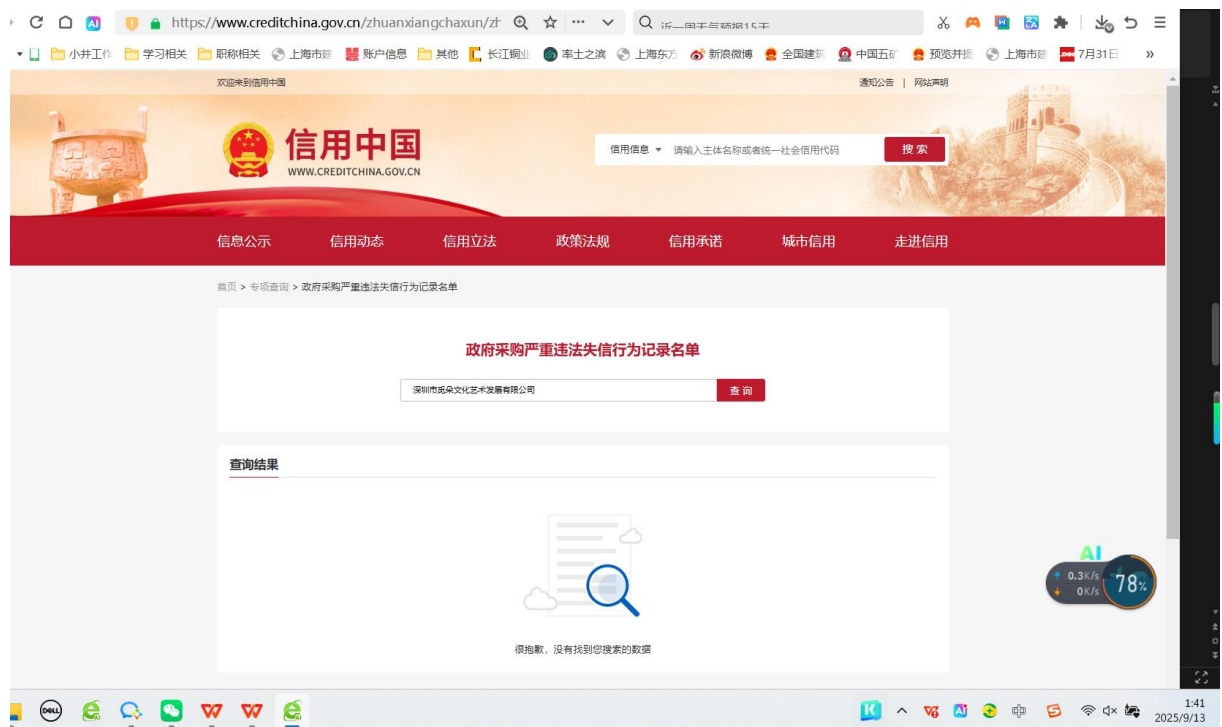 https://www.creditchina.gov.cn/zhuanxiangchaxun/zh
小井工作 学习相关 职称相关 上海市建 账户信息 其他 长江铜业 率土之滨 上海东方 新浪微博 全国建筑 中国五矿 预览并提 上海市建 7月31日 »
欢迎来到信用中国
通知公告 | 网站声明
信用中国
WWW.CREDITCHINA.GOV.CN
信用信息 请输入主体名称或者统一社会信用代码 搜索
信息公示 信用动态 信用立法 政策法规 信用承诺 城市信用 走进信用
首页 > 专项查询 > 政府采购严重违法失信行为记录名单
政府采购严重违法失信行为记录名单
深圳市觅朵文化艺术发展有限公司 查询
查询结果
AI
0.3K/s
0K/s
78%
很抱歉，没有找到您搜索的数据
DELL
1:41
2025/9/13